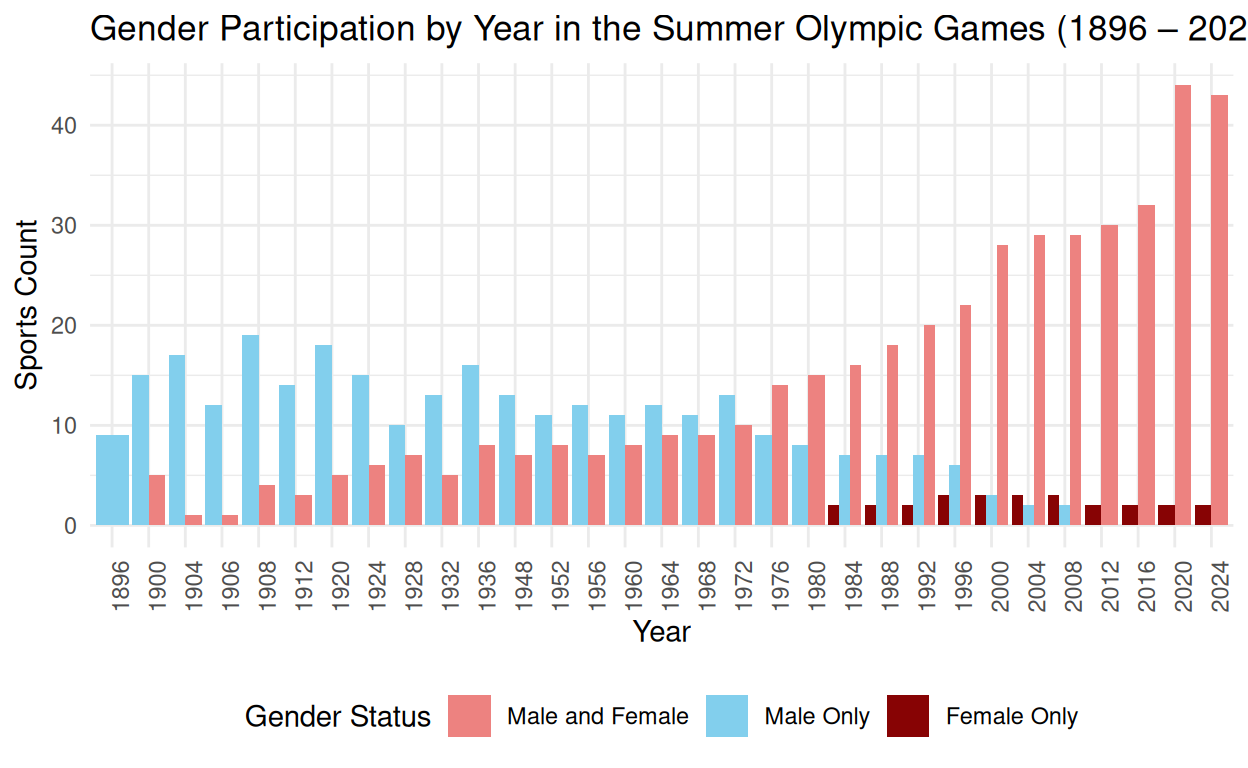 Gender Participation by Year in the Summer Olympic Games (1896 – 202
Sports Count
40
30
20
10
0
1896 1900 1904 1906 1908 1912 1920 1924 1928 1932 1936 1948 1952 1956 1960 1964 1968 1972 1976 1980 1984 1988 1992 1996 2000 2004 2008 2012 2016 2020 2024
Year
Gender Status Male and Female Male Only Female Only